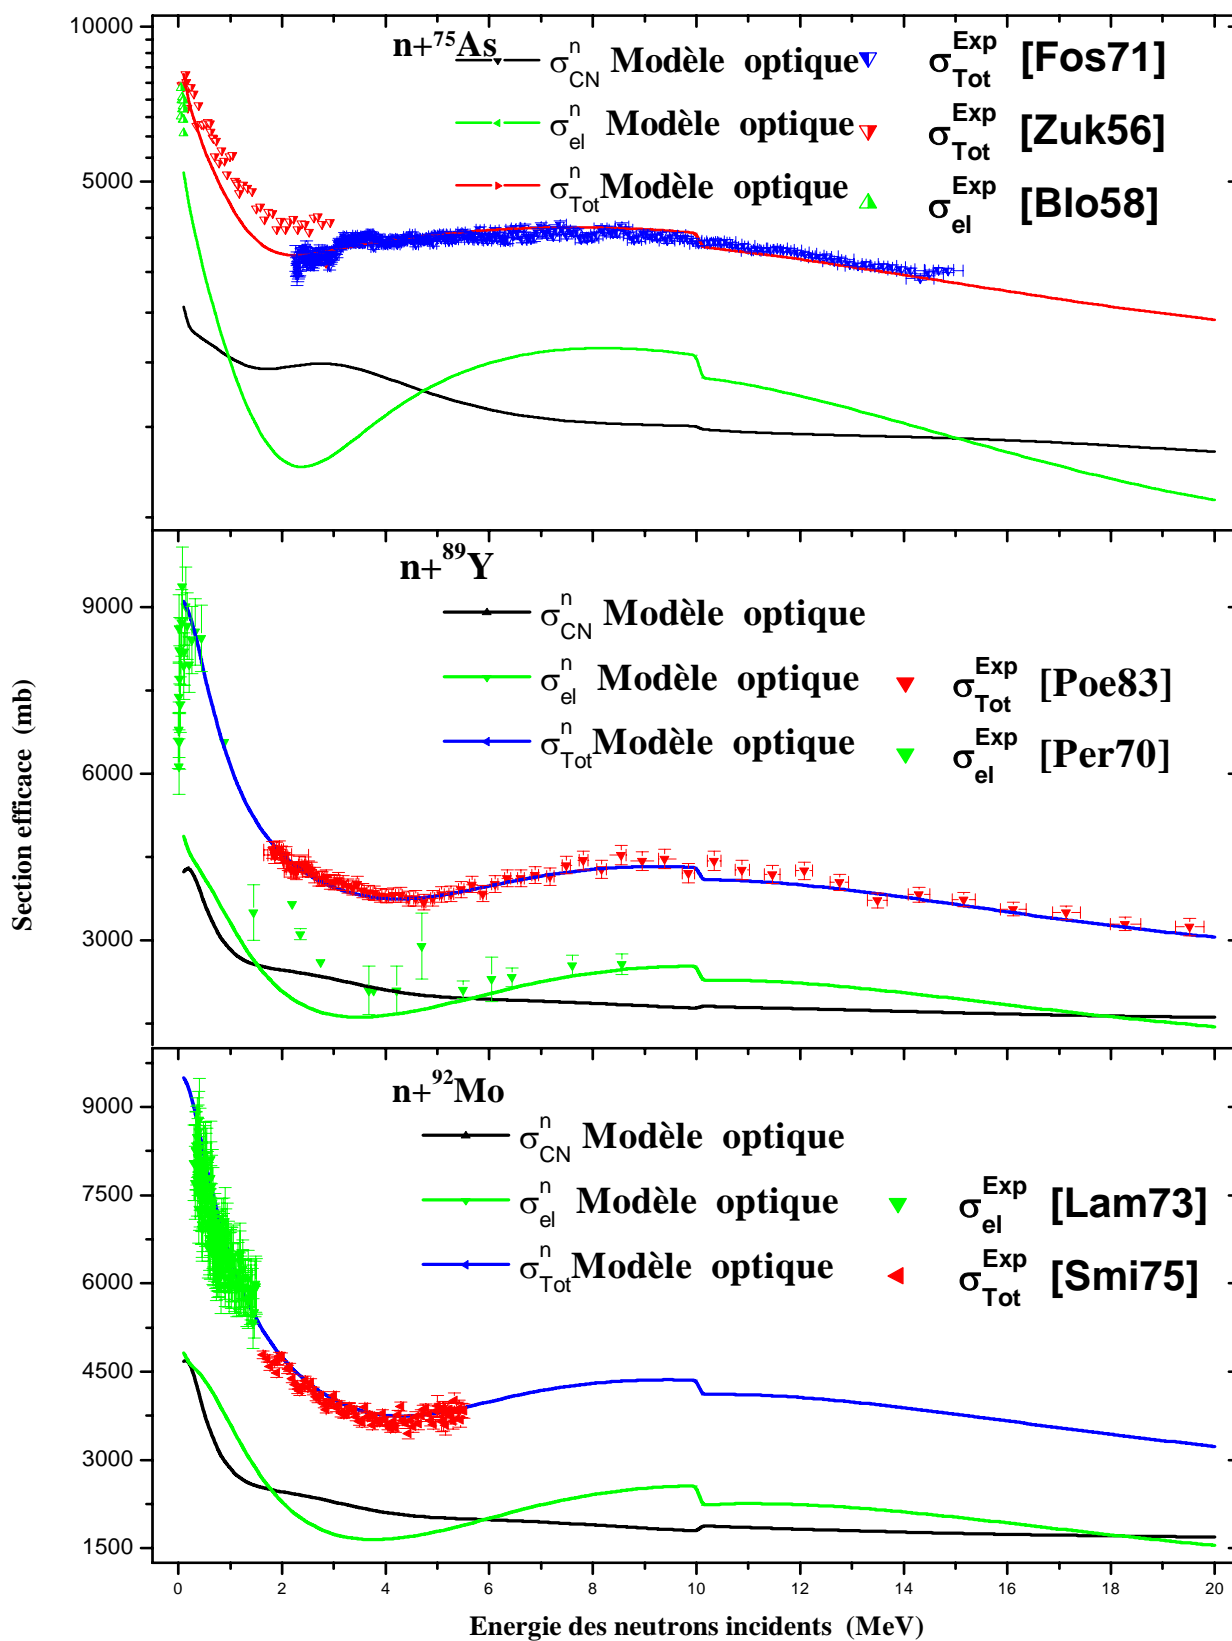 10000
5000
n+75As
σnCN Modèle optique
σExpTot [Fos71]
σnel Modèle optique
σExpTot [Zuk56]
σnTot Modèle optique
σExpel [Blo58]
9000
6000
3000
n+89Y
σnCN Modèle optique
σnel Modèle optique
σExpTot [Poe83]
σnTot Modèle optique
σExpel [Per70]
Section efficace (mb)
9000
7500
6000
4500
3000
1500
n+92Mo
σnCN Modèle optique
σnel Modèle optique
σExpel [Lam73]
σnTot Modèle optique
σExpTot [Smi75]
0 2 4 6 8 10 12 14 16 18 20
Energie des neutrons incidents (MeV)